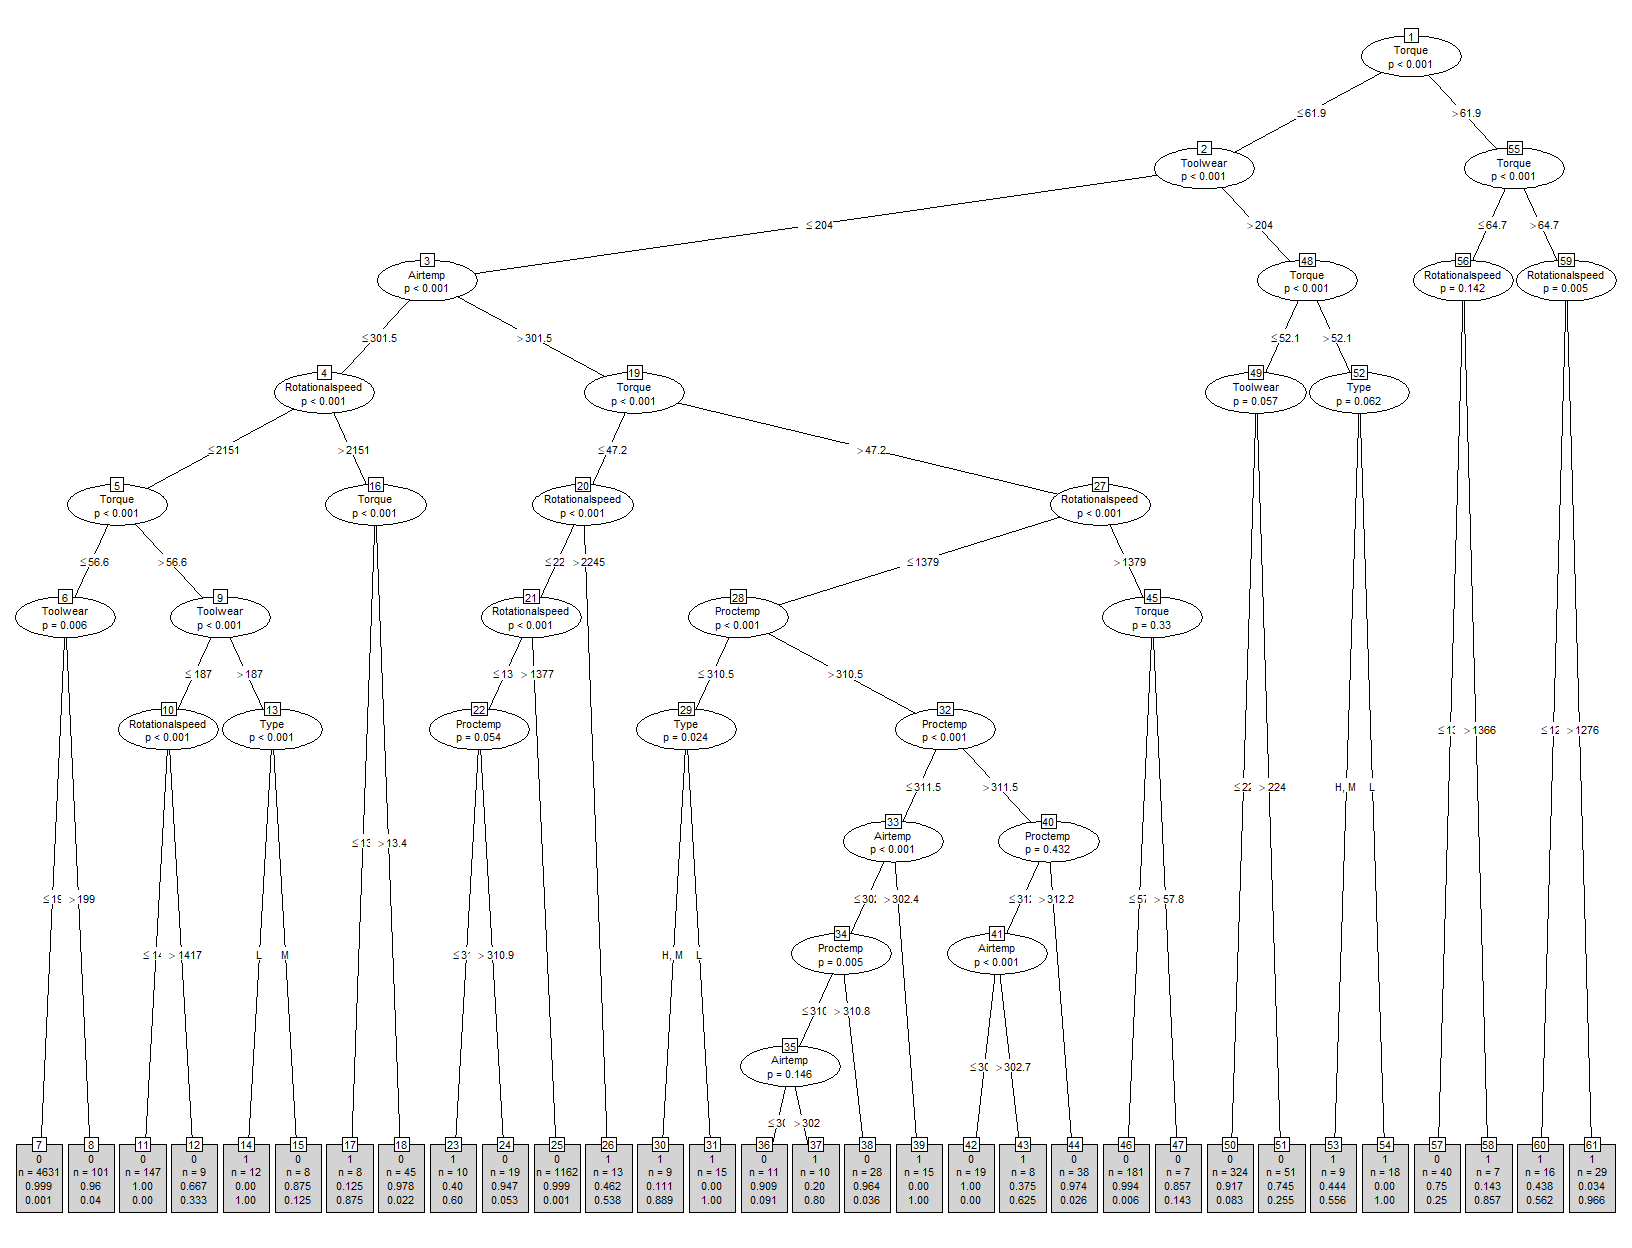 1
Torque
p < 0.001
≤61.9
>61.9
2
Toolwear
p < 0.001
55
Torque
p < 0.001
≤204
>204
≤64.7
>64.7
3
Airtemp
p < 0.001
48
Torque
p < 0.001
56
Rotationalspeed
p = 0.142
59
Rotationalspeed
p = 0.005
≤301.5
>301.5
≤52.1
>52.1
4
Rotationalspeed
p < 0.001
19
Torque
p < 0.001
49
Toolwear
p = 0.057
52
Type
p = 0.062
≤2151
>2151
≤47.2
>47.2
5
Torque
p < 0.001
16
Torque
p < 0.001
20
Rotationalspeed
p < 0.001
27
Rotationalspeed
p < 0.001
≤56.6
>56.6
≤22
>2245
≤1379
>1379
6
Toolwear
p = 0.006
9
Toolwear
p < 0.001
21
Rotationalspeed
p < 0.001
28
Proctemp
p < 0.001
45
Torque
p = 0.33
≤187
>187
≤13
>1377
≤310.5
>310.5
10
Rotationalspeed
p < 0.001
13
Type
p < 0.001
22
Proctemp
p = 0.054
29
Type
p = 0.024
32
Proctemp
p < 0.001
>1366
>1276
≤311.5
>311.5
≤22
>224
H, M
L
33
Airtemp
p < 0.001
40
Proctemp
p = 0.432
≤13
>13.4
≤19
>199
>302.4
>312.2
>57.8
34
Proctemp
p = 0.005
41
Airtemp
p < 0.001
>1417
L
M
>310.9
H, M
L
>310.8
35
Airtemp
p = 0.146
>302.7
>302
7
0
n = 4631
0.999
0.001
8
0
n = 101
0.96
0.04
11
0
n = 147
1.00
0.00
12
0
n = 9
0.667
0.333
14
1
n = 12
0.00
1.00
15
0
n = 8
0.875
0.125
17
1
n = 8
0.125
0.875
18
0
n = 45
0.978
0.022
23
1
n = 10
0.40
0.60
24
0
n = 19
0.947
0.053
25
0
n = 1162
0.999
0.001
26
1
n = 13
0.462
0.538
30
1
n = 9
0.111
0.889
31
1
n = 15
0.00
1.00
36
0
n = 11
0.909
0.091
37
1
n = 10
0.20
0.80
38
0
n = 28
0.964
0.036
39
1
n = 15
0.00
1.00
42
0
n = 19
1.00
0.00
43
1
n = 8
0.375
0.625
44
0
n = 38
0.974
0.026
46
0
n = 181
0.994
0.006
47
0
n = 7
0.857
0.143
50
0
n = 324
0.917
0.083
51
0
n = 51
0.745
0.255
53
1
n = 9
0.444
0.556
54
1
n = 18
0.00
1.00
57
0
n = 40
0.75
0.25
58
1
n = 7
0.143
0.857
60
1
n = 16
0.438
0.562
61
1
n = 29
0.034
0.966